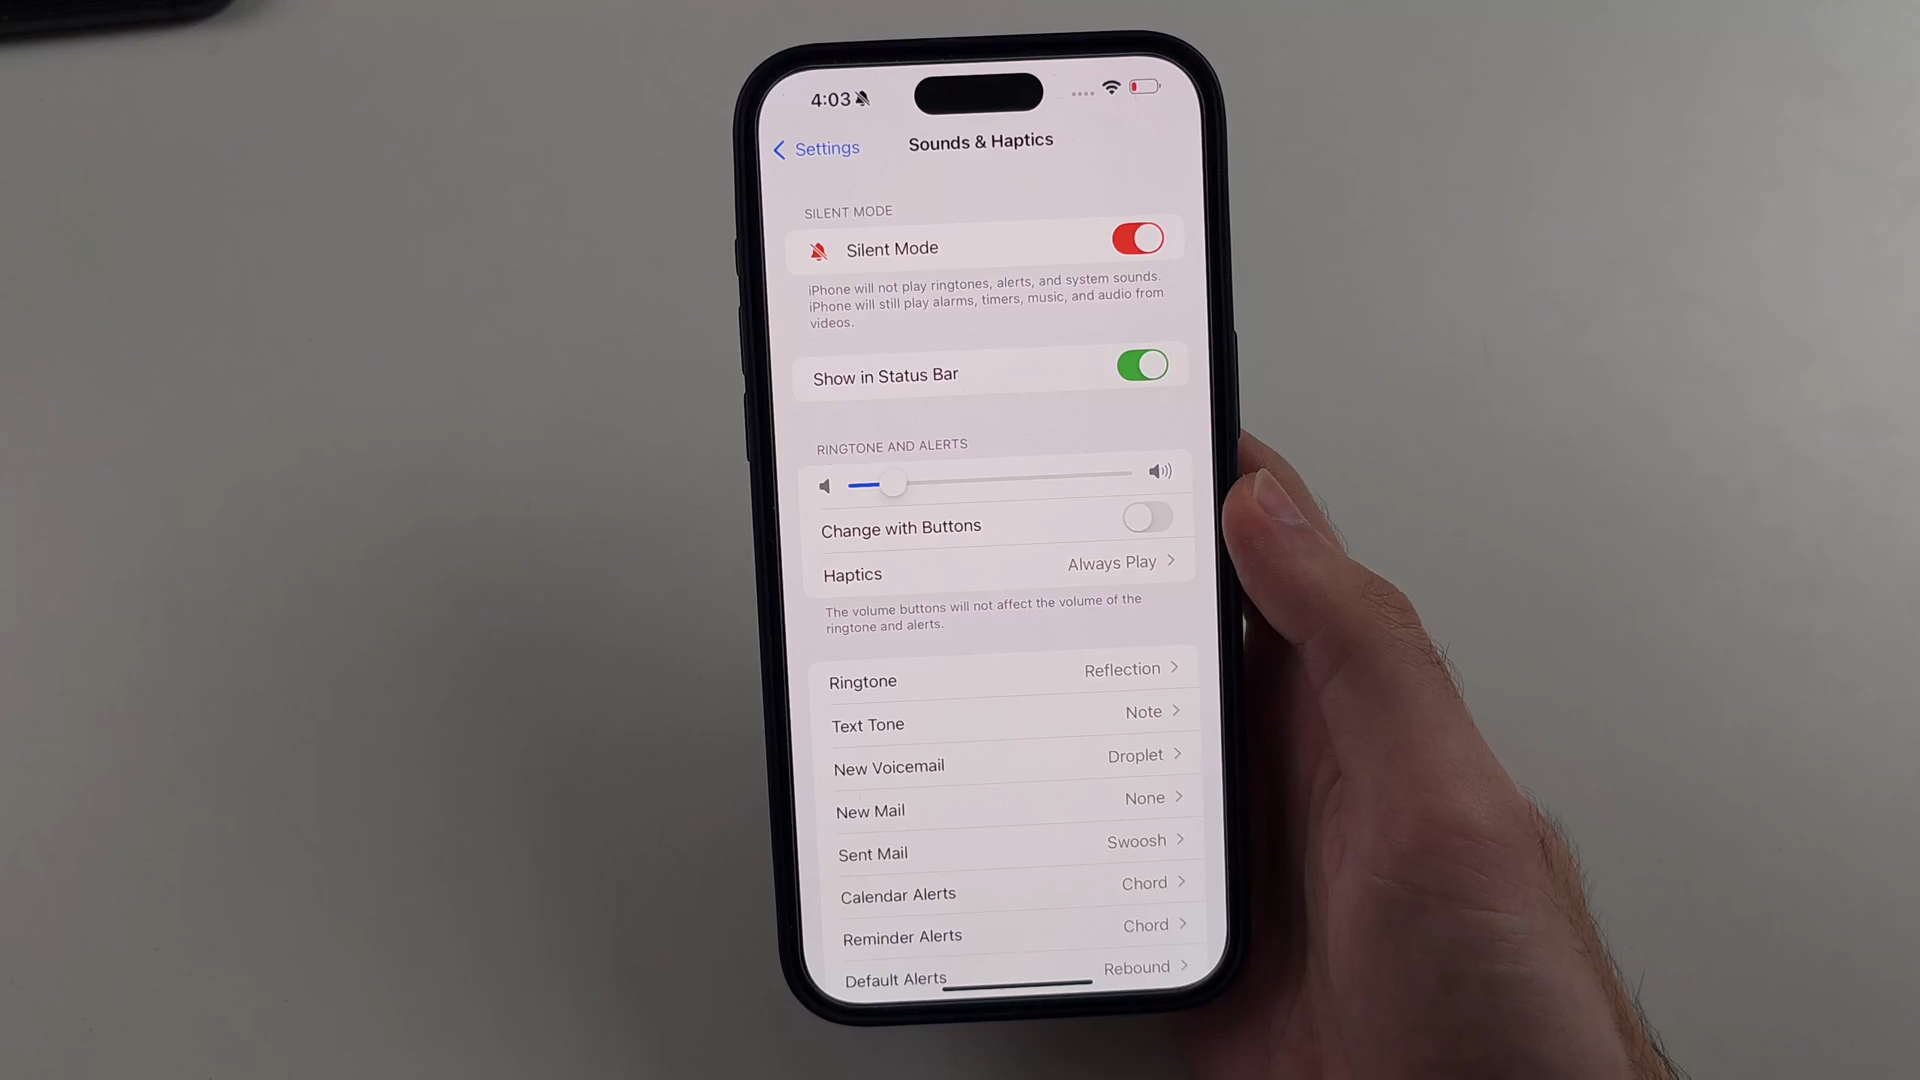 4:03
Settings
Sounds & Haptics
SILENT MODE
Silent Mode
iPhone will not play ringtones, alerts, and system sounds.
iPhone will still play alarms, timers, music, and audio from
videos.
Show in Status Bar
RINGTONE AND ALERTS
Change with Buttons
Haptics Always Play
The volume buttons will not affect the volume of the
ringtone and alerts.
Ringtone Reflection
Text Tone Note
New Voicemail Droplet
New Mail None
Sent Mail Swoosh
Calendar Alerts Chord
Reminder Alerts Chord
Default Alerts Rebound